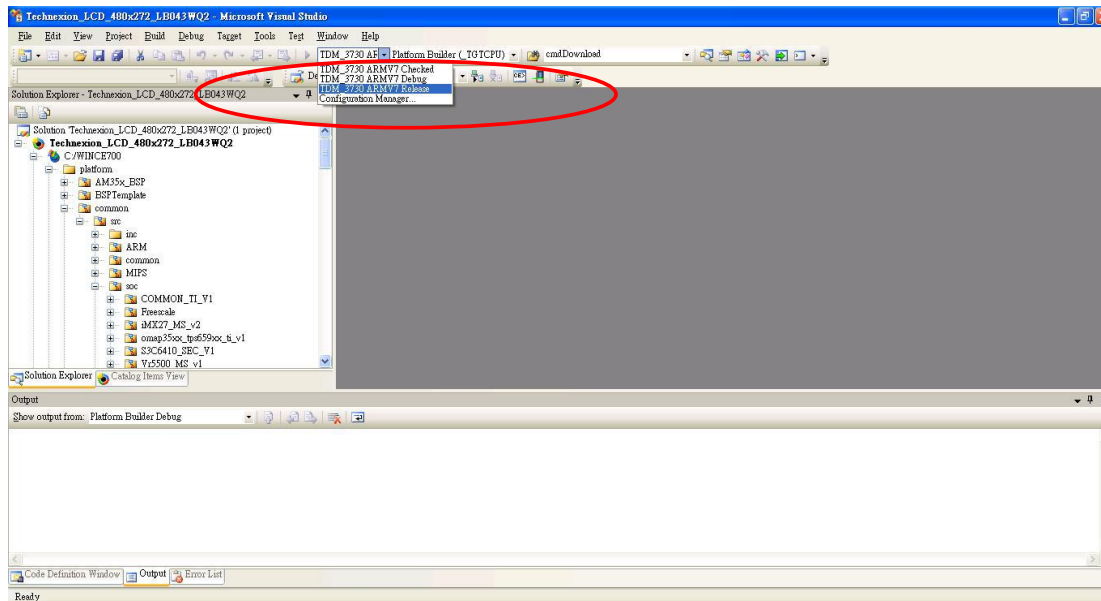 Technexion_LCD_480x272_LB043WQ2 - Microsoft Visual Studio
File Edit View Project Build Debug Target Tools Test Window Help
TDM_3730 AF Platform Builder (_TGTCPU) cmdDownload
TDM_3730 ARMV7 Checked
De
TDM_3730 ARMV7 Debug
TDM_3730 ARMV7 Release
Configuration Manager...
Solution Explorer - Technexion_LCD_480x272_LB043WQ2
Solution 'Technexion_LCD_480x272_LB043WQ2' (1 project)
Technexion_LCD_480x272_LB043WQ2
C:/WINCE700
platform
AM35x_BSP
BSPTemplate
common
src
inc
ARM
common
MIPS
soc
COMMON_TI_V1
Freescale
iMX27_MS_v2
omap35xx_tps659xx_ti_v1
S3C6410_SEC_V1
Vr5500_MS_v1
Solution Explorer Catalog Items View
Output
Show output from: Platform Builder Debug
Code Definition Window Output Error List
Ready